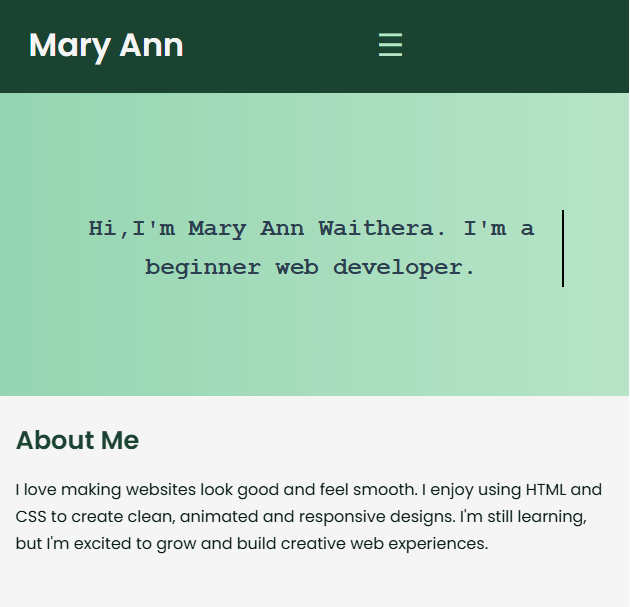 Mary Ann
Hi,I'm Mary Ann Waithera. I'm a
beginner web developer.
About Me
I love making websites look good and feel smooth. I enjoy using HTML and
CSS to create clean, animated and responsive designs. I'm still learning,
but I'm excited to grow and build creative web experiences.